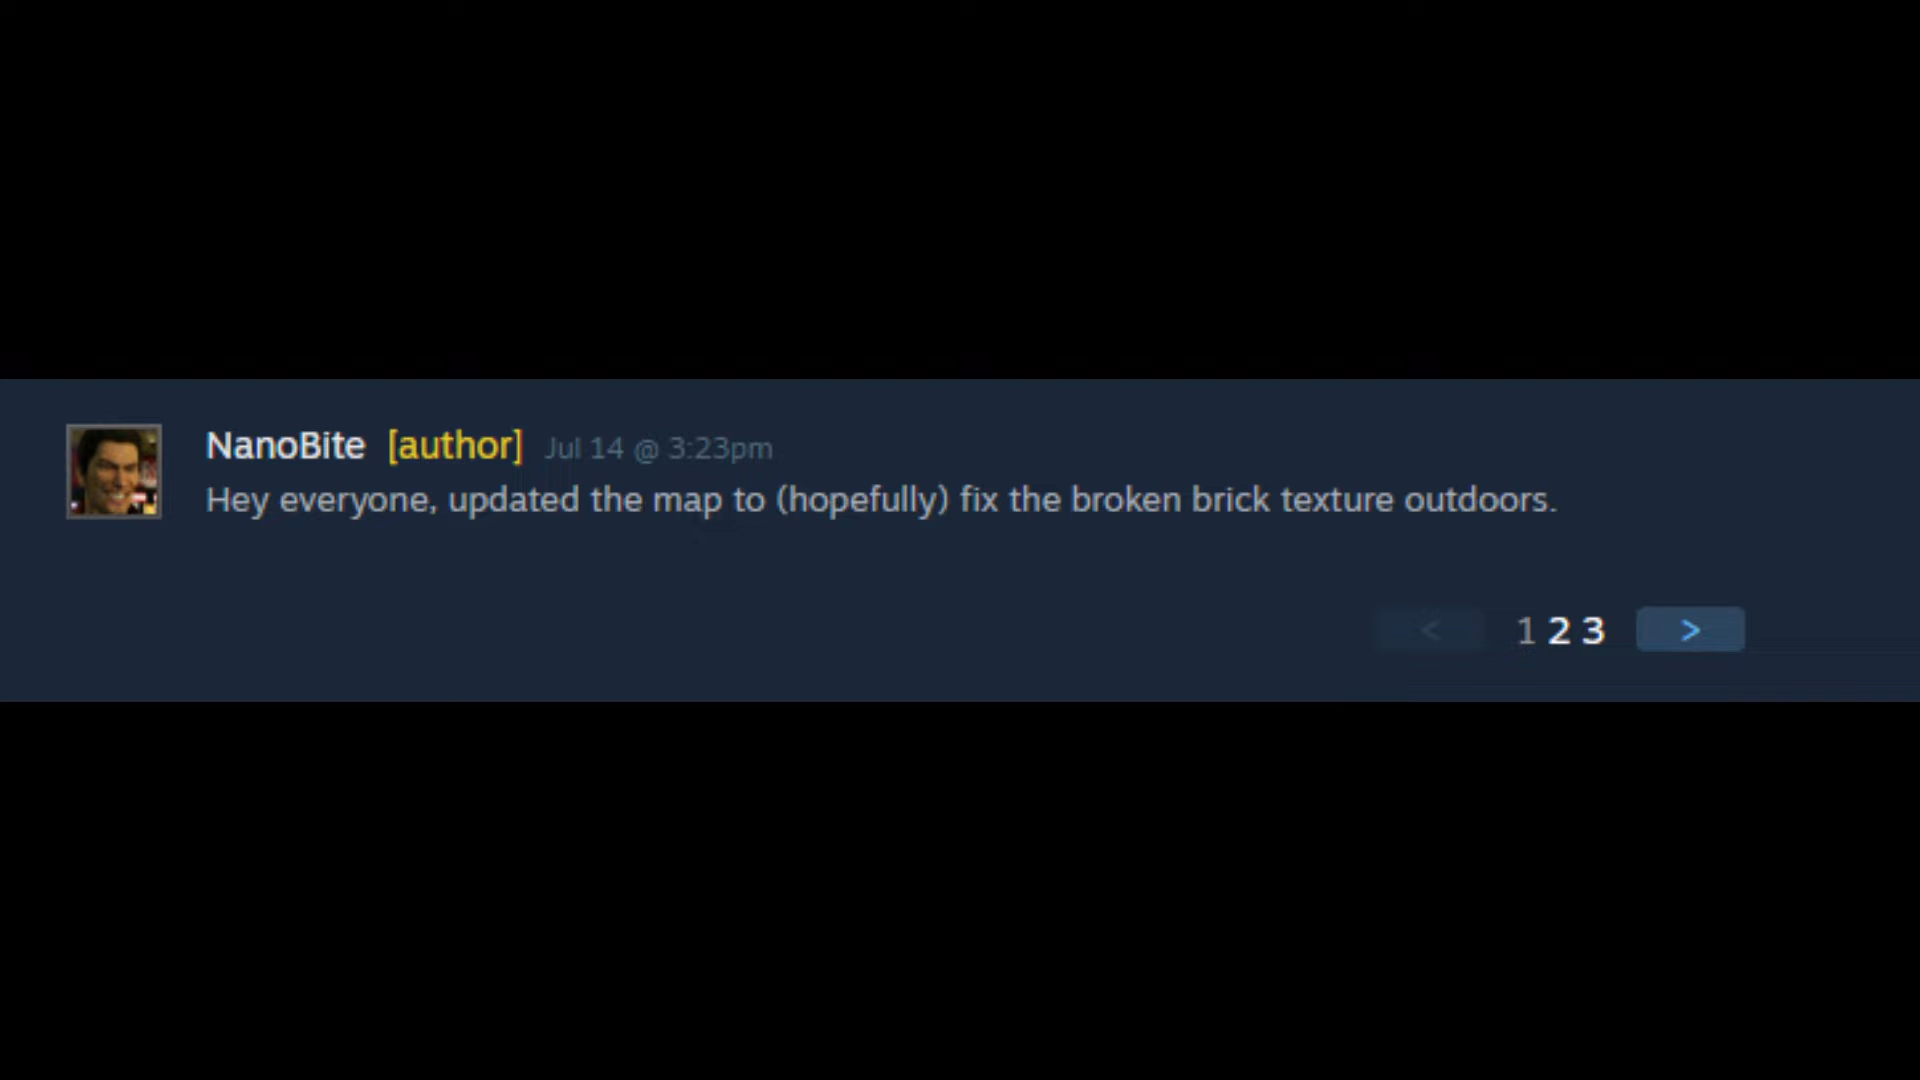 NanoBite [author] Jul 14 @ 3:23pm
Hey everyone, updated the map to (hopefully) fix the broken brick texture outdoors.
< 1 2 3 >